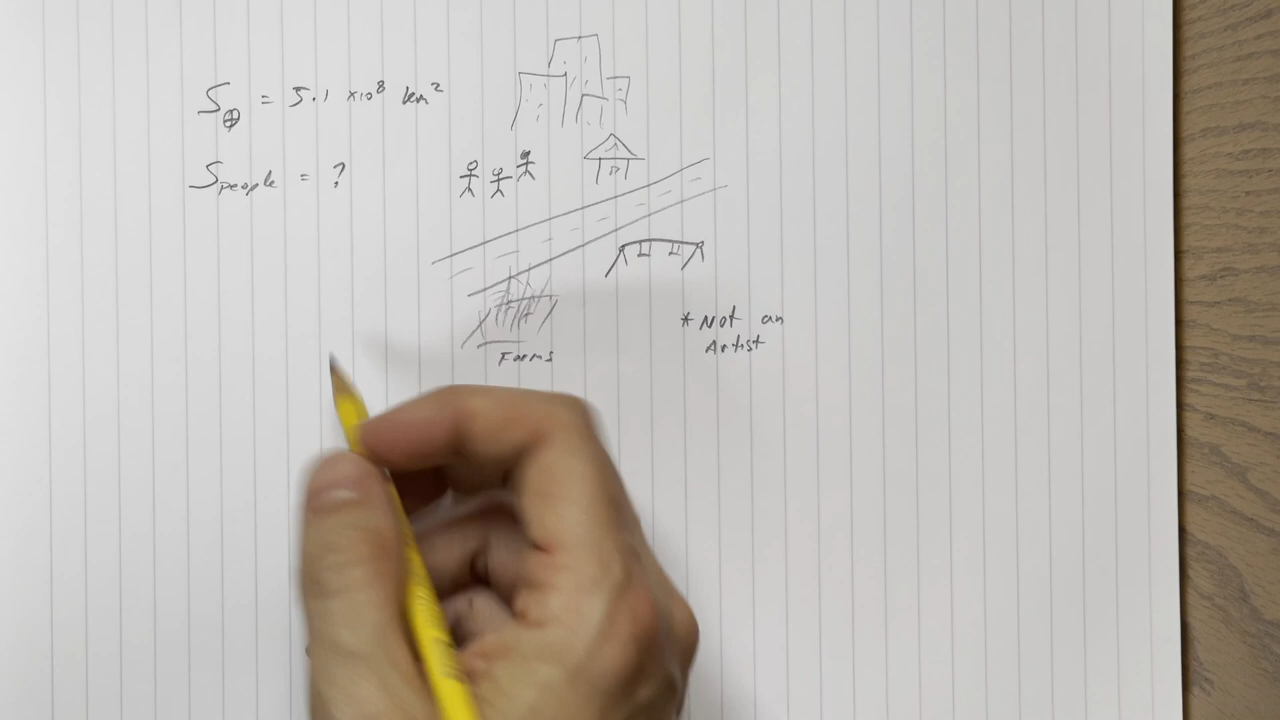 S⊕ = 5.1 ×10⁸ km²
Speople = ?
* Not an
Artist
Farms